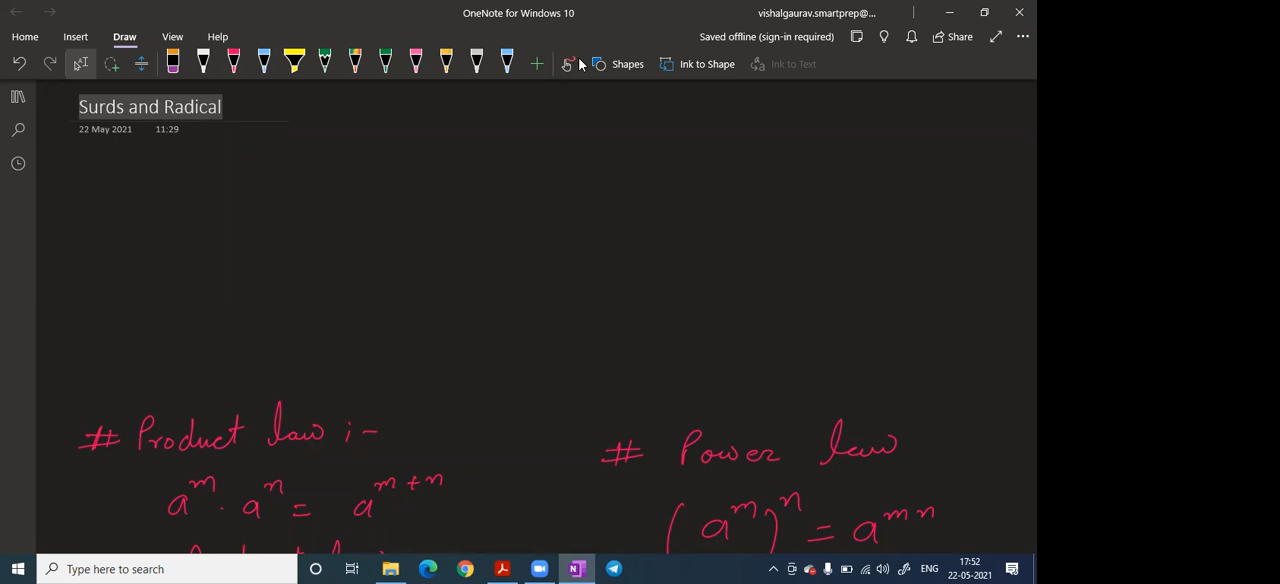 OneNote for Windows 10
vishalgaurav.smartprep@...
Home Insert Draw View Help
Saved offline (sign-in required)
Share
Shapes
Ink to Shape
Ink to Text
Surds and Radical
22 May 2021 11:29
# Product law :-
# Power law
a^m . a^n = a^{m+n}
(a^m)^n = a^{mn}
Type here to search
ENG
17:52
22-05-2021